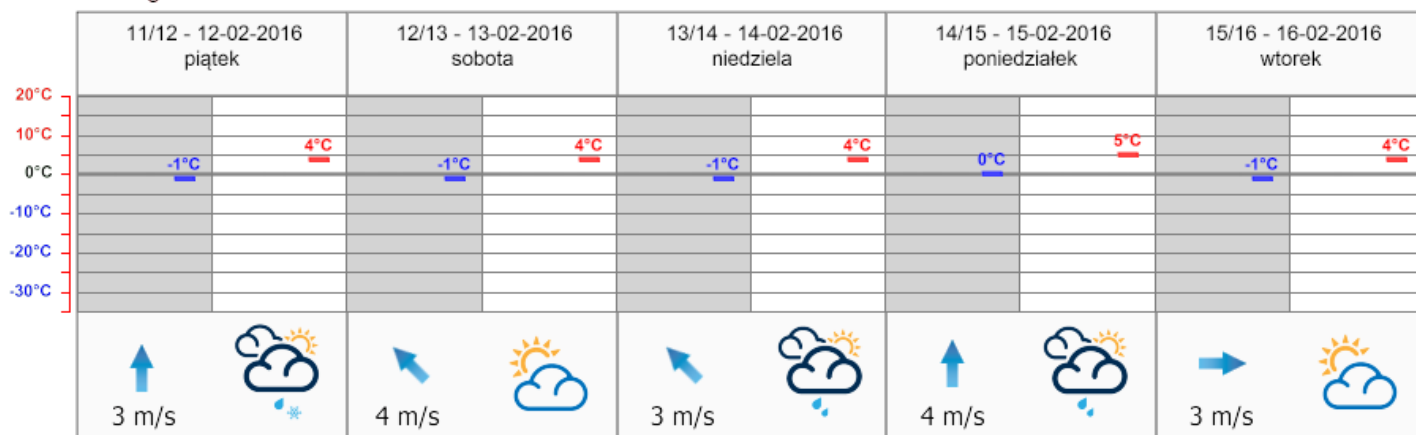 11/12 - 12-02-2016
piątek
12/13 - 13-02-2016
sobota
13/14 - 14-02-2016
niedziela
14/15 - 15-02-2016
poniedziałek
15/16 - 16-02-2016
wtorek
20°C
10°C
0°C
-10°C
-20°C
-30°C
-1°C
4°C
-1°C
4°C
-1°C
4°C
0°C
5°C
-1°C
4°C
3 m/s
4 m/s
3 m/s
4 m/s
3 m/s